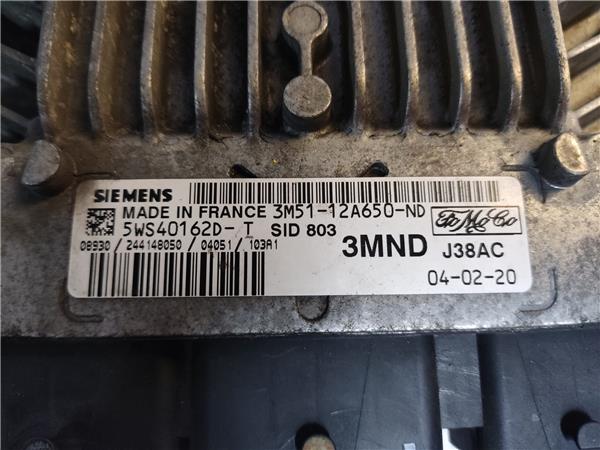 SIEMENS
MADE IN FRANCE 3M51-12A650-ND
5WS40162D-T SID 803
FoMoCo
08930 / 244148050 / 04051 / 103A1
3MND J38AC
04-02-20